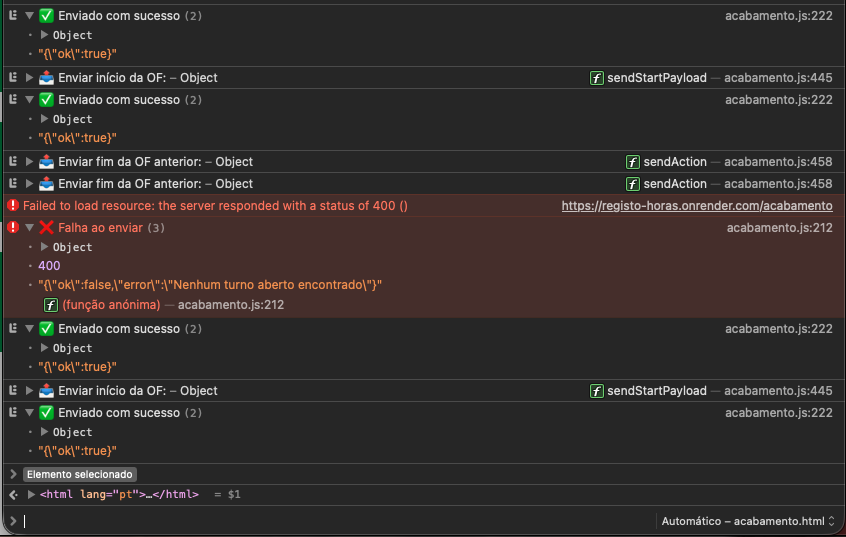 Enviado com sucesso (2) acabamento.js:222
Object
"{\"ok\":true}"
Enviar início da OF: – Object sendStartPayload — acabamento.js:445
Enviado com sucesso (2) acabamento.js:222
Object
"{\"ok\":true}"
Enviar fim da OF anterior: – Object sendAction — acabamento.js:458
Enviar fim da OF anterior: – Object sendAction — acabamento.js:458
Failed to load resource: the server responded with a status of 400 () https://registo-horas.onrender.com/acabamento
Falha ao enviar (3) acabamento.js:212
Object
400
"{\"ok\":false,\"error\":\"Nenhum turno aberto encontrado\"}"
f (função anónima) — acabamento.js:212
Enviado com sucesso (2) acabamento.js:222
Object
"{\"ok\":true}"
Enviar início da OF: – Object sendStartPayload — acabamento.js:445
Enviado com sucesso (2) acabamento.js:222
Object
"{\"ok\":true}"
Elemento selecionado
<html lang="pt">…</html> = $1
Automático – acabamento.html